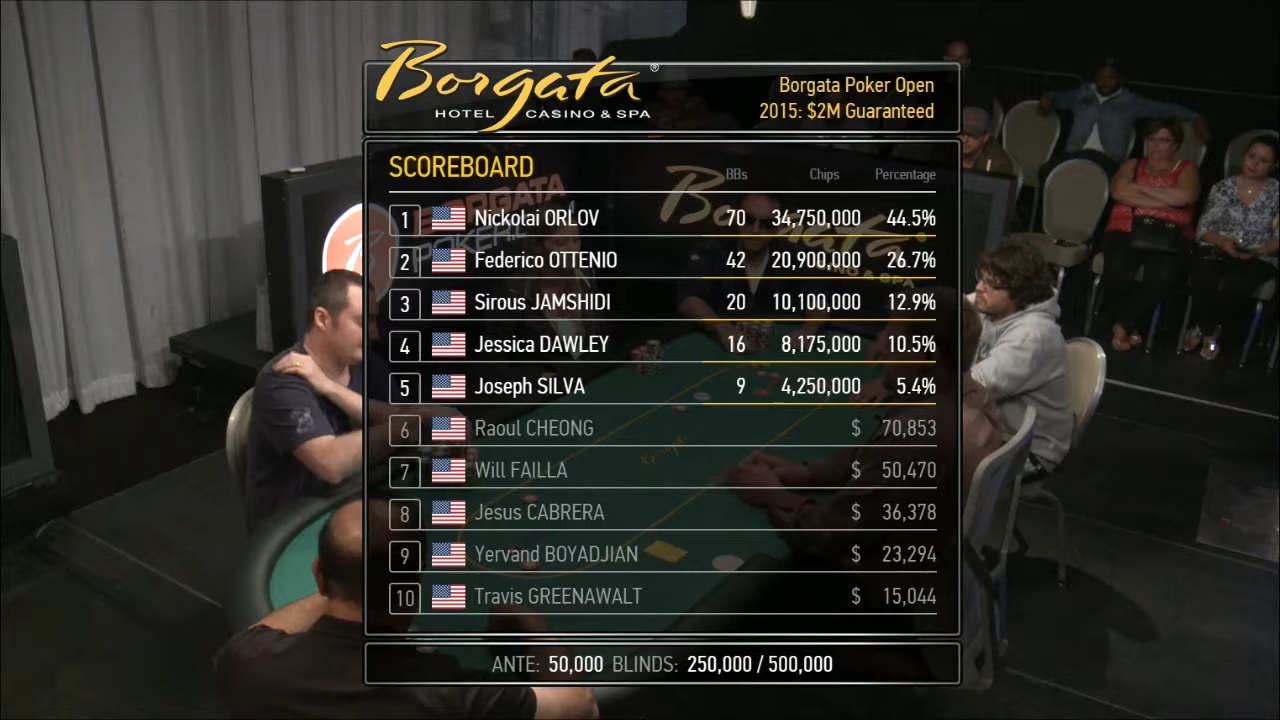 Borgata®
HOTEL CASINO & SPA
Borgata Poker Open
2015: $2M Guaranteed
SCOREBOARD BBs Chips Percentage
1 Nickolai ORLOV 70 34,750,000 44.5%
2 Federico OTTENIO 42 20,900,000 26.7%
3 Sirous JAMSHIDI 20 10,100,000 12.9%
4 Jessica DAWLEY 16 8,175,000 10.5%
5 Joseph SILVA 9 4,250,000 5.4%
6 Raoul CHEONG $ 70,853
7 Will FAILLA $ 50,470
8 Jesus CABRERA $ 36,378
9 Yervand BOYADJIAN $ 23,294
10 Travis GREENAWALT $ 15,044
ANTE: 50,000 BLINDS: 250,000 / 500,000